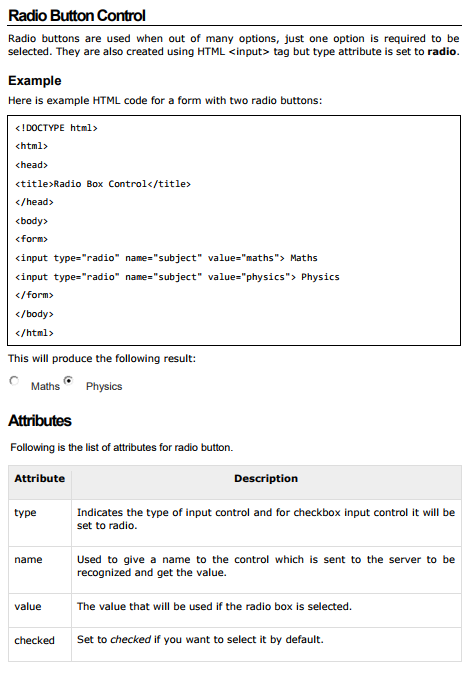 Radio Button Control
Radio buttons are used when out of many options, just one option is required to be
selected. They are also created using HTML <input> tag but type attribute is set to radio.
Example
Here is example HTML code for a form with two radio buttons:
<!DOCTYPE html>
<html>
<head>
<title>Radio Box Control</title>
</head>
<body>
<form>
<input type="radio" name="subject" value="maths"> Maths
<input type="radio" name="subject" value="physics"> Physics
</form>
</body>
</html>
This will produce the following result:
Maths Physics
Attributes
Following is the list of attributes for radio button.
Attribute Description
type Indicates the type of input control and for checkbox input control it will be
set to radio.
name Used to give a name to the control which is sent to the server to be
recognized and get the value.
value The value that will be used if the radio box is selected.
checked Set to checked if you want to select it by default.